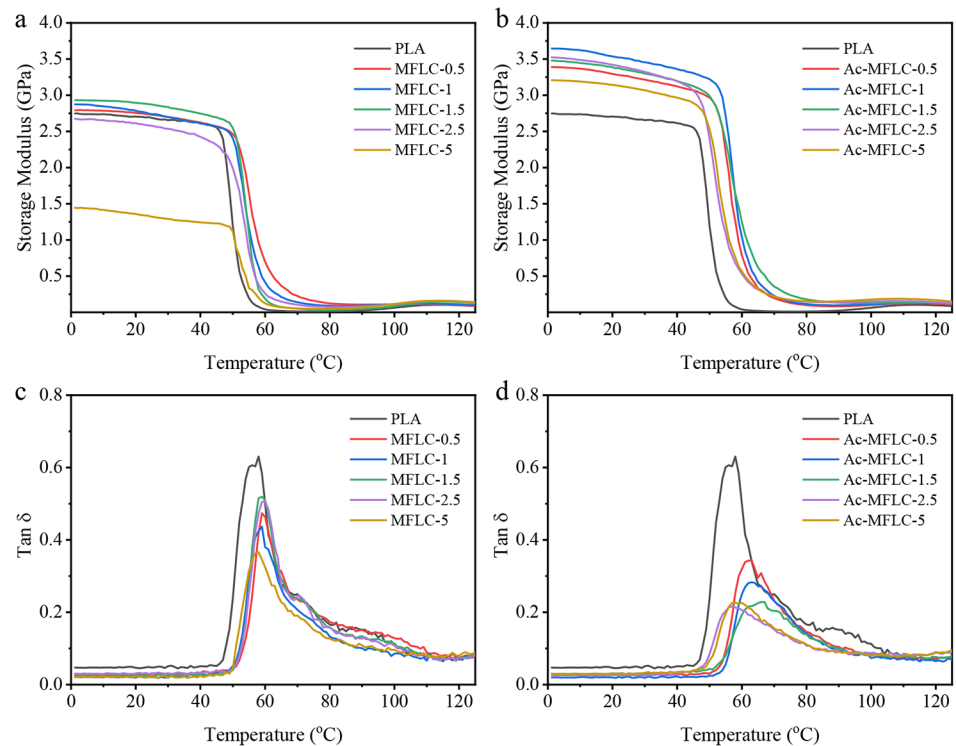 a
4.0
3.5
3.0
2.5
2.0
1.5
1.0
0.5
Storage Modulus (GPa)
PLA
MFLC-0.5
MFLC-1
MFLC-1.5
MFLC-2.5
MFLC-5
0 20 40 60 80 100 120
Temperature (°C)
b
4.0
3.5
3.0
2.5
2.0
1.5
1.0
0.5
Storage Modulus (GPa)
PLA
Ac-MFLC-0.5
Ac-MFLC-1
Ac-MFLC-1.5
Ac-MFLC-2.5
Ac-MFLC-5
0 20 40 60 80 100 120
Temperature (°C)
c
0.8
0.6
0.4
0.2
0.0
Tan δ
PLA
MFLC-0.5
MFLC-1
MFLC-1.5
MFLC-2.5
MFLC-5
0 20 40 60 80 100 120
Temperature (°C)
d
0.8
0.6
0.4
0.2
0.0
Tan δ
PLA
Ac-MFLC-0.5
Ac-MFLC-1
Ac-MFLC-1.5
Ac-MFLC-2.5
Ac-MFLC-5
0 20 40 60 80 100 120
Temperature (°C)